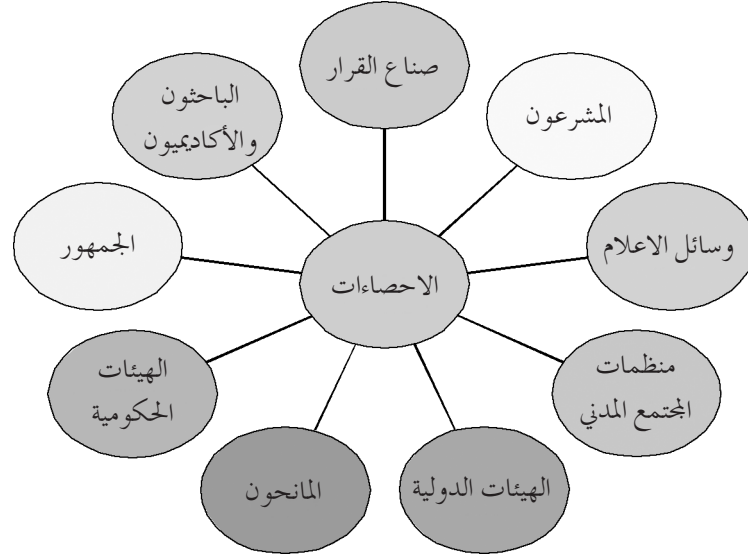 صناع القرار
المشرعون
وسائل الاعلام
منظمات
المجتمع المدني
الهيئات الدولية
المانحون
الهيئات
الحكومية
الجمهور
الباحثون
والأكاديميون
الاحصاءات